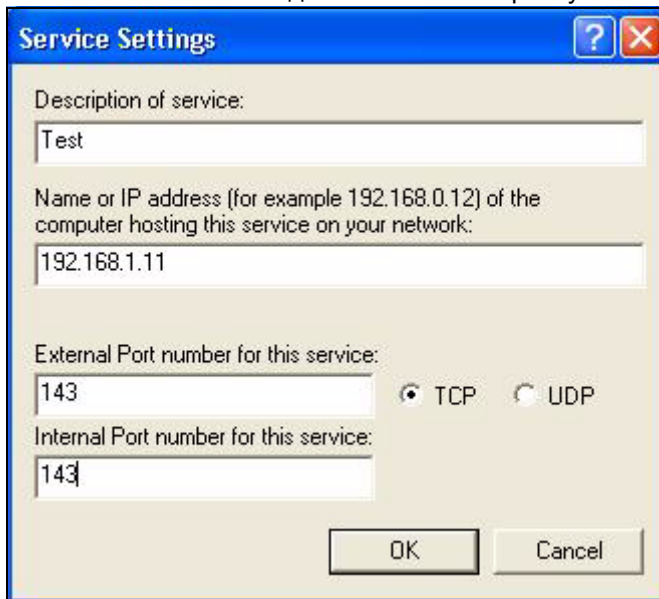 Service Settings
Description of service:
Test
Name or IP address (for example 192.168.0.12) of the
computer hosting this service on your network:
192.168.1.11
External Port number for this service:
143
TCP
UDP
Internal Port number for this service:
143
OK
Cancel